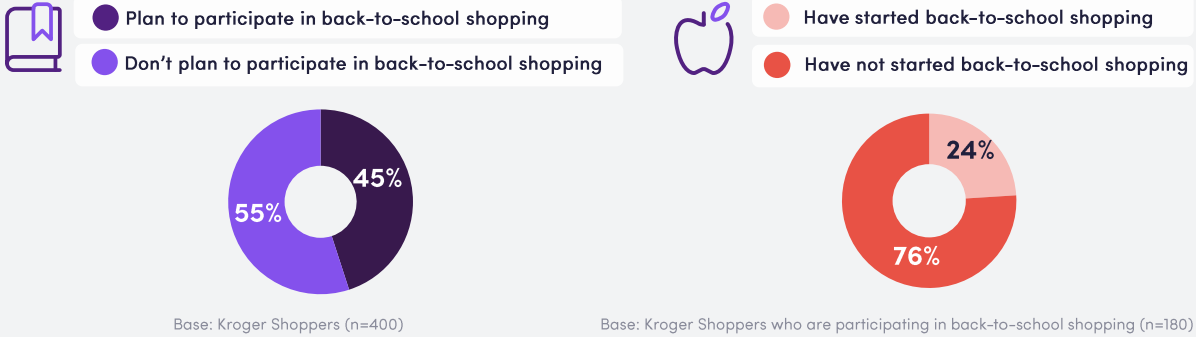 Plan to participate in back-to-school shopping
Don't plan to participate in back-to-school shopping
45%
55%
Base: Kroger Shoppers (n=400)
Have started back-to-school shopping
Have not started back-to-school shopping
24%
76%
Base: Kroger Shoppers who are participating in back-to-school shopping (n=180)